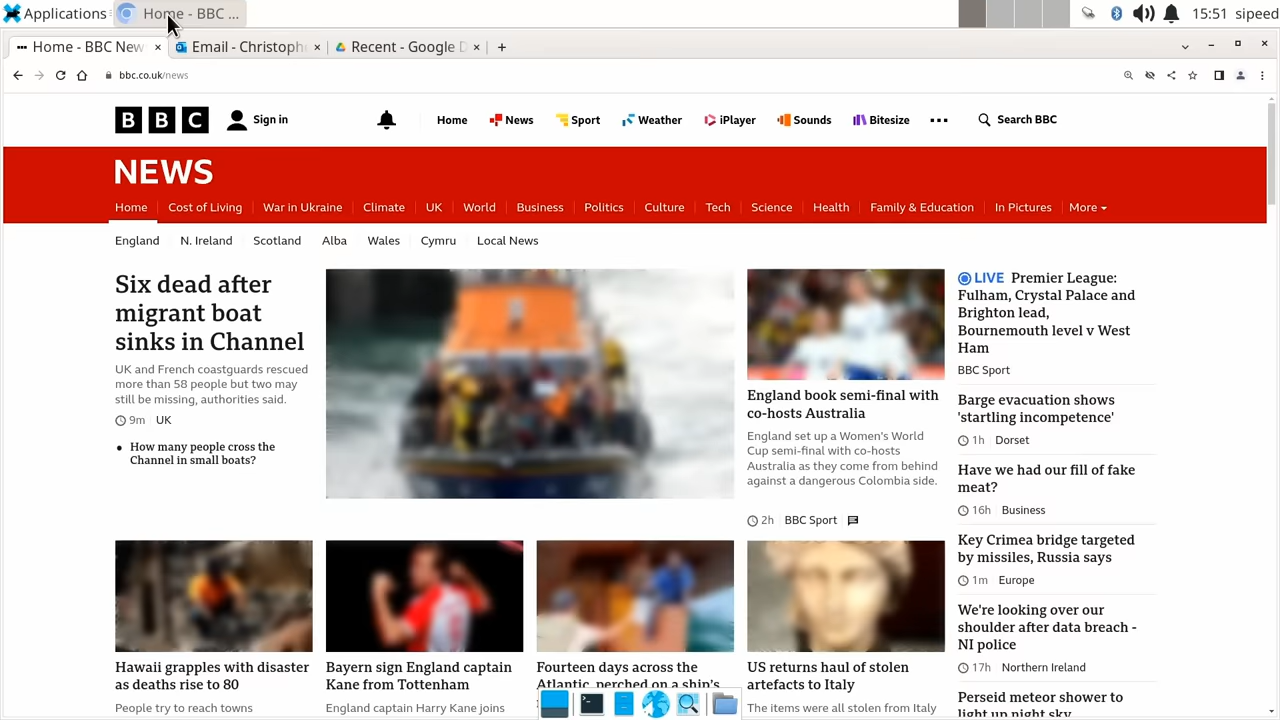 Applications
Home - BBC ...
15:51
sipeed
Home - BBC New
Email - Christoph
Recent - Google D
bbc.co.uk/news
BBC
Sign in
Home
News
Sport
Weather
iPlayer
Sounds
Bitesize
Search BBC
NEWS
Home
Cost of Living
War in Ukraine
Climate
UK
World
Business
Politics
Culture
Tech
Science
Health
Family & Education
In Pictures
More
England
N. Ireland
Scotland
Alba
Wales
Cymru
Local News
Six dead after
migrant boat
sinks in Channel
UK and French coastguards rescued
more than 58 people but two may
still be missing, authorities said.
9m
UK
How many people cross the
Channel in small boats?
England book semi-final with
co-hosts Australia
England set up a Women's World
Cup semi-final with co-hosts
Australia as they come from behind
against a dangerous Colombia side.
2h
BBC Sport
LIVE Premier League:
Fulham, Crystal Palace and
Brighton lead,
Bournemouth level v West
Ham
BBC Sport
Barge evacuation shows
'startling incompetence'
1h
Dorset
Have we had our fill of fake
meat?
16h
Business
Key Crimea bridge targeted
by missiles, Russia says
1m
Europe
We're looking over our
shoulder after data breach -
NI police
17h
Northern Ireland
Perseid meteor shower to
light up night sky
Hawaii grapples with disaster
as deaths rise to 80
People try to reach towns
Bayern sign England captain
Kane from Tottenham
England captain Harry Kane joins
Fourteen days across the
Atlantic, perched on a ship's
US returns haul of stolen
artefacts to Italy
The items were all stolen from Italy